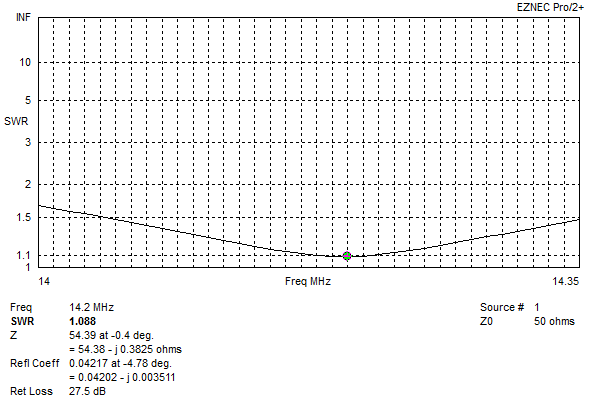 EZNEC Pro/2+
INF
10
5
SWR
3
2
1.5
1.1
1
14 Freq MHz 14.35
Freq 14.2 MHz Source # 1
SWR 1.088 Z0 50 ohms
Z 54.39 at -0.4 deg.
= 54.38 - j 0.3825 ohms
Refl Coeff 0.04217 at -4.78 deg.
= 0.04202 - j 0.003511
Ret Loss 27.5 dB